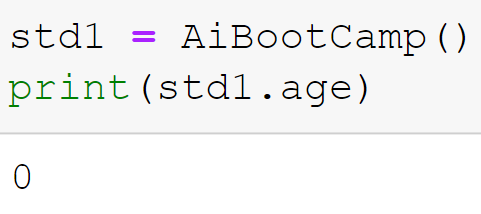 std1 = AiBootCamp()
print(std1.age)
0